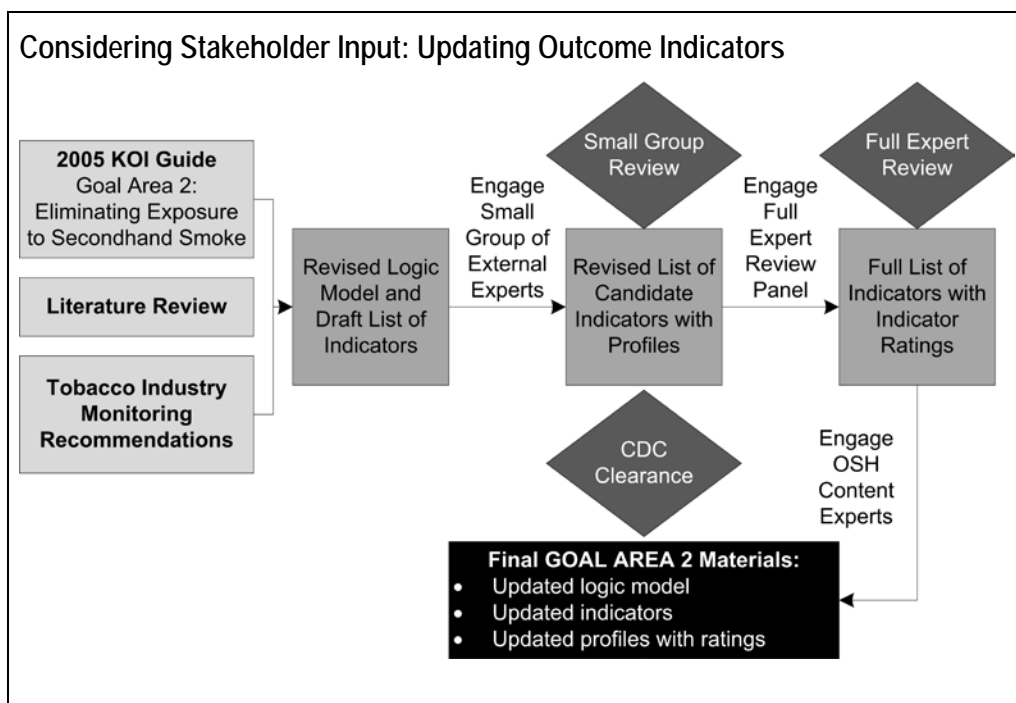 Considering Stakeholder Input: Updating Outcome Indicators
2005 KOI Guide
Goal Area 2:
Eliminating Exposure
to Secondhand Smoke
Literature Review
Tobacco Industry
Monitoring
Recommendations
Revised Logic
Model and
Draft List of
Indicators
Engage
Small
Group of
External
Experts
Small Group
Review
Revised List of
Candidate
Indicators with
Profiles
Engage
Full
Expert
Review
Panel
Full Expert
Review
Full List of
Indicators with
Indicator
Ratings
Engage
OSH
Content
Experts
CDC
Clearance
Final GOAL AREA 2 Materials:
• Updated logic model
• Updated indicators
• Updated profiles with ratings